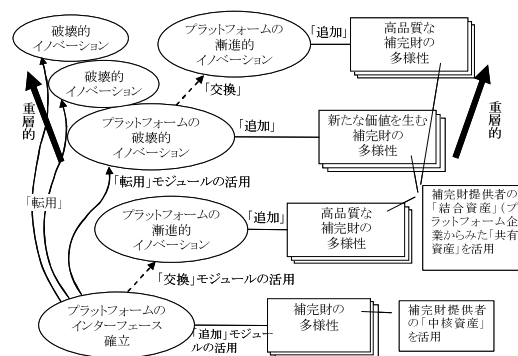 破壊的
イノベーション
プラットフォームの
漸進的
イノベーション
「追加」
高品質な
補完財の
多様性
破壊的
イノベーション
「交換」
重層的
プラットフォームの
破壊的
イノベーション
「追加」
新たな価値を生む
補完財の
多様性
重層的
「転用」モジュールの活用
「転用」
プラットフォームの
漸進的
イノベーション
「追加」
高品質な
補完財の
多様性
補完財提供者の
「結合資産」(プ
ラットフォーム企
業からみた「共有
資産」を活用
「交換」モジュールの活用
プラットフォームの
インターフェース
確立
「追加」モジュー
ルの活用
補完財の
多様性
補完財提供者
の「中核資産」
を活用